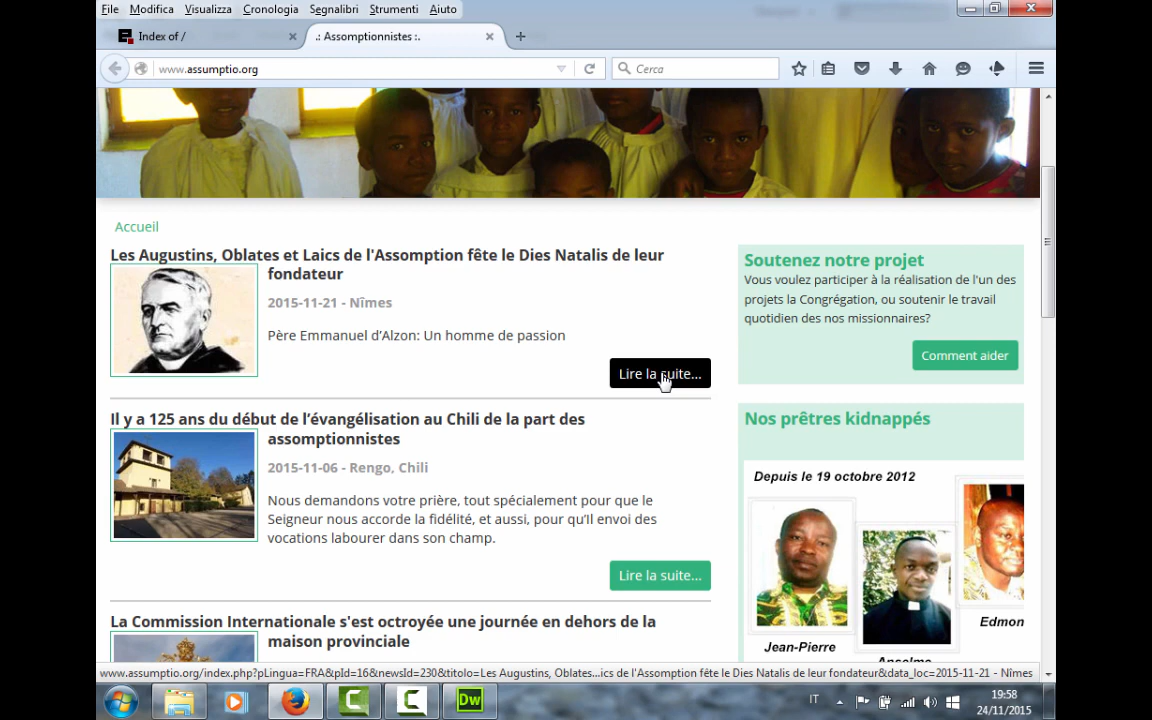 File Modifica Visualizza Cronologia Segnalibri Strumenti Aiuto
Index of /
.: Assomptionnistes :.
www.assumptio.org
Cerca
Accueil
Les Augustins, Oblates et Laics de l'Assomption fête le Dies Natalis de leur
fondateur
2015-11-21 - Nîmes
Père Emmanuel d’Alzon: Un homme de passion
Lire la suite...
Il y a 125 ans du début de l’évangélisation au Chili de la part des
assomptionnistes
2015-11-06 - Rengo, Chili
Nous demandons votre prière, tout spécialement pour que le
Seigneur nous accorde la fidélité, et aussi, pour qu’Il envoi des
vocations labourer dans son champ.
Lire la suite...
La Commission Internationale s'est octroyée une journée en dehors de la
maison provinciale
Soutenez notre projet
Vous voulez participer à la réalisation de l'un des
projets la Congrégation, ou soutenir le travail
quotidien des nos missionnaires?
Comment aider
Nos prêtres kidnappés
Depuis le 19 octobre 2012
Jean-Pierre
Anselme
Edmon
www.assumptio.org/index.php?pLingua=FRA&pId=16&newsId=230&titolo=Les Augustins, Oblates...ics de l'Assomption fête le Dies Natalis de leur fondateur&data_loc=2015-11-21 - Nîmes
Dw
IT
19:58
24/11/2015